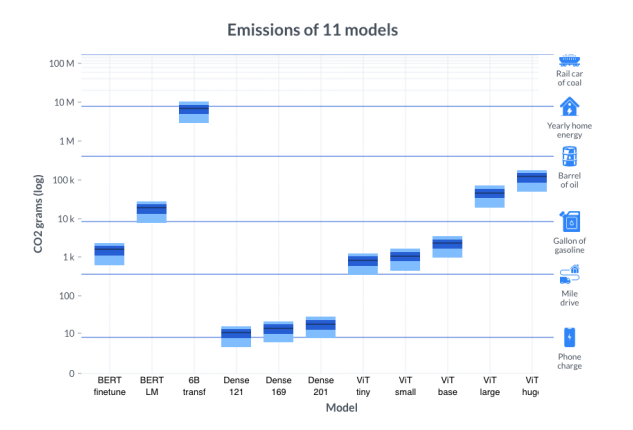 Emissions of 11 models
CO2 grams (log)
100 M
10 M
1 M
100 k
10 k
1 k
100
10
0
Rail car
of coal
Yearly home
energy
Barrel
of oil
Gallon of
gasoline
Mile
drive
Phone
charge
BERT BERT 6B Dense Dense Dense ViT ViT ViT ViT ViT
finetune LM transf 121 169 201 tiny small base large huge
Model